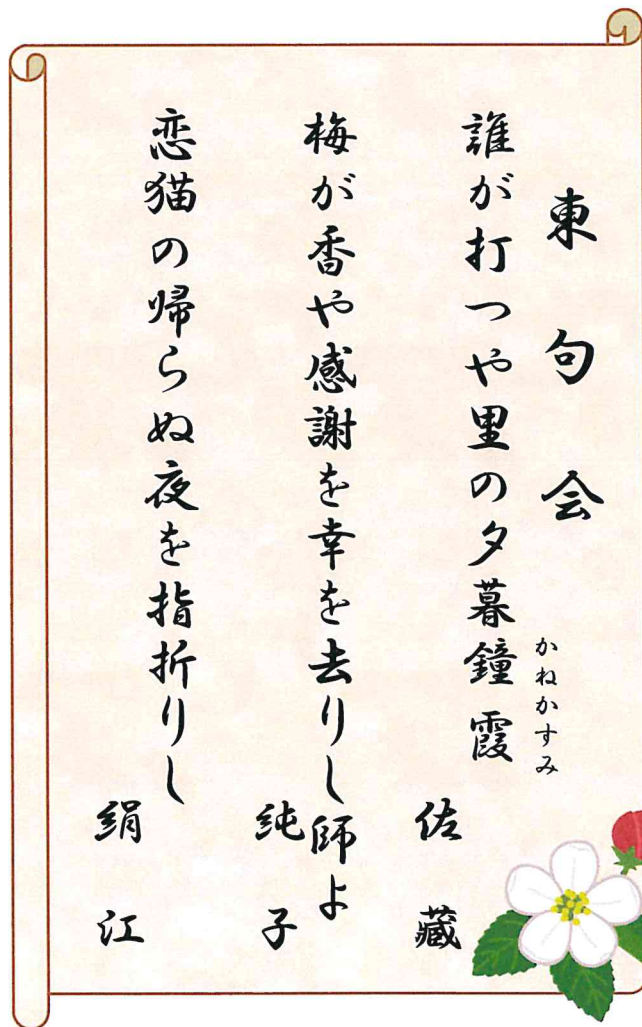 東句会
誰が打つや里の夕暮鐘霞
かねかすみ
佐藏
梅が香や感謝を幸を去りし師よ
純子
恋猫の帰らぬ夜を指折りし
絹江